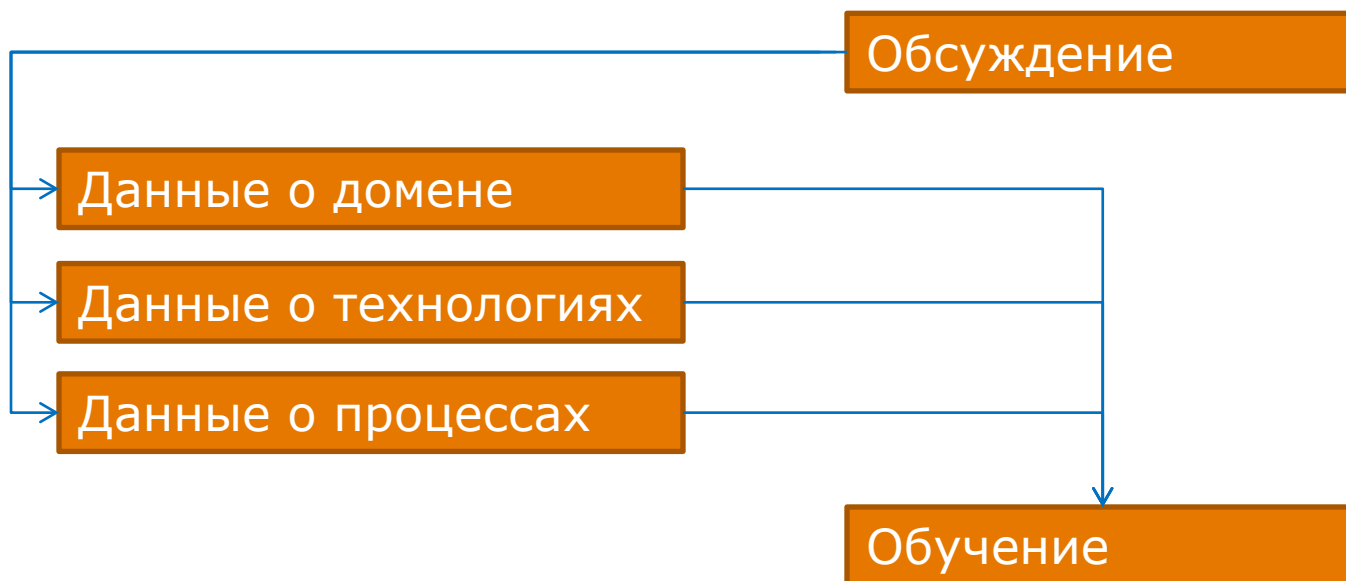 Обсуждение
Данные о домене
Данные о технологиях
Данные о процессах
Обучение